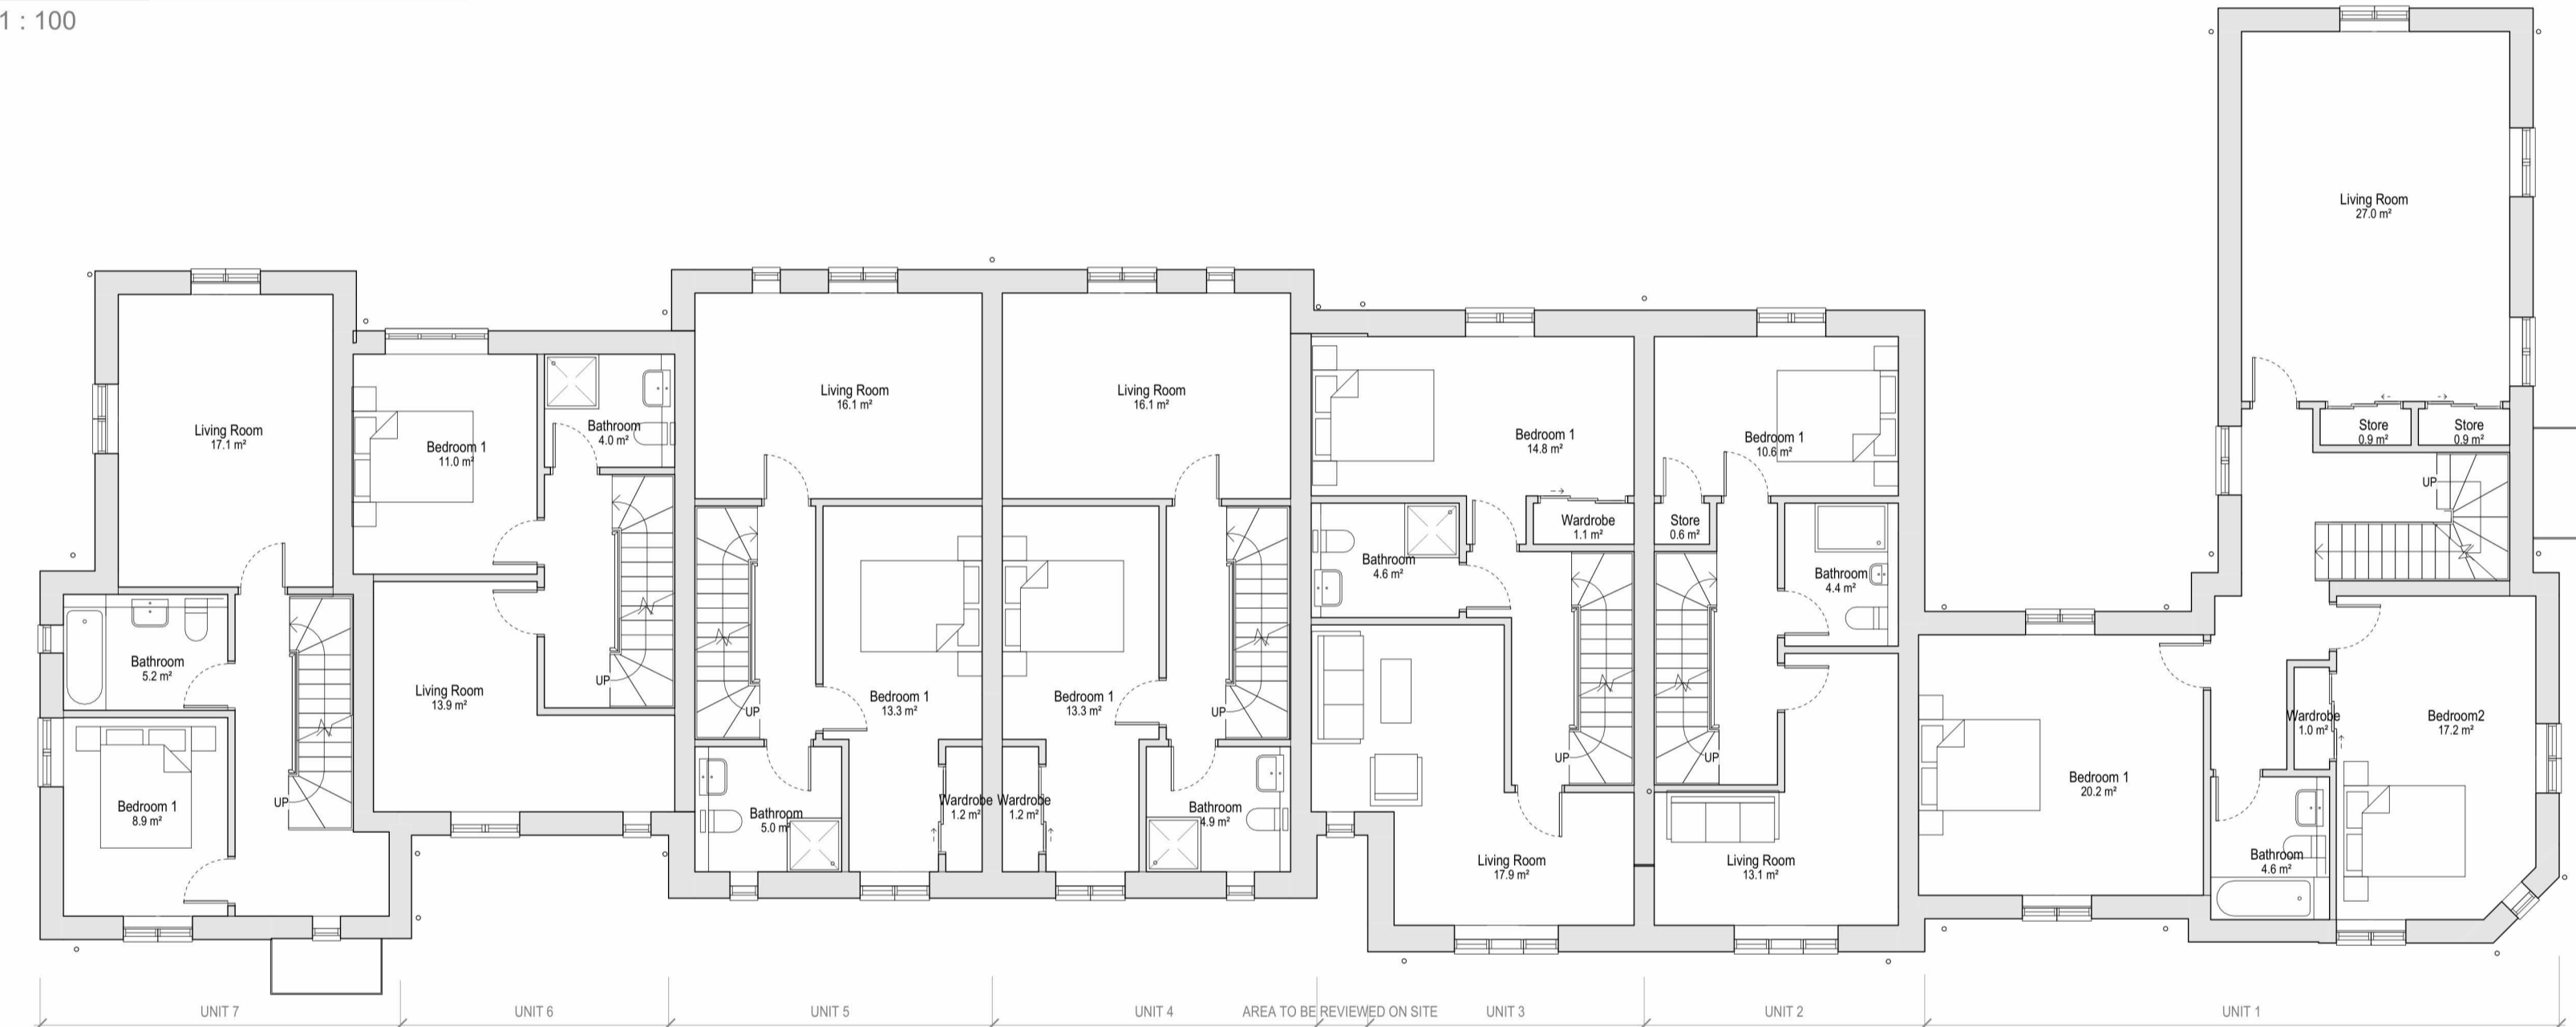 1 : 100
Living Room
27.0 m²
Store
0.9 m²
Store
0.9 m²
UP
Living Room
17.1 m²
Bedroom 1
11.0 m²
Bathroom
4.0 m²
Living Room
16.1 m²
Living Room
16.1 m²
Bedroom 1
14.8 m²
Bedroom 1
10.6 m²
Wardrobe
1.1 m²
Store
0.6 m²
Bathroom
4.6 m²
Bathroom
4.4 m²
Bathroom
5.2 m²
Living Room
13.9 m²
UP
Bedroom 1
13.3 m²
UP
Bedroom 1
13.3 m²
UP
UP
UP
Wardrobe
1.0 m²
Bedroom2
17.2 m²
Bedroom 1
20.2 m²
Bedroom 1
8.9 m²
UP
Bathroom
5.0 m²
Wardrobe
1.2 m²
Wardrobe
1.2 m²
Bathroom
4.9 m²
Living Room
17.9 m²
Living Room
13.1 m²
Bathroom
4.6 m²
UNIT 7
UNIT 6
UNIT 5
UNIT 4
AREA TO BE REVIEWED ON SITE
UNIT 3
UNIT 2
UNIT 1